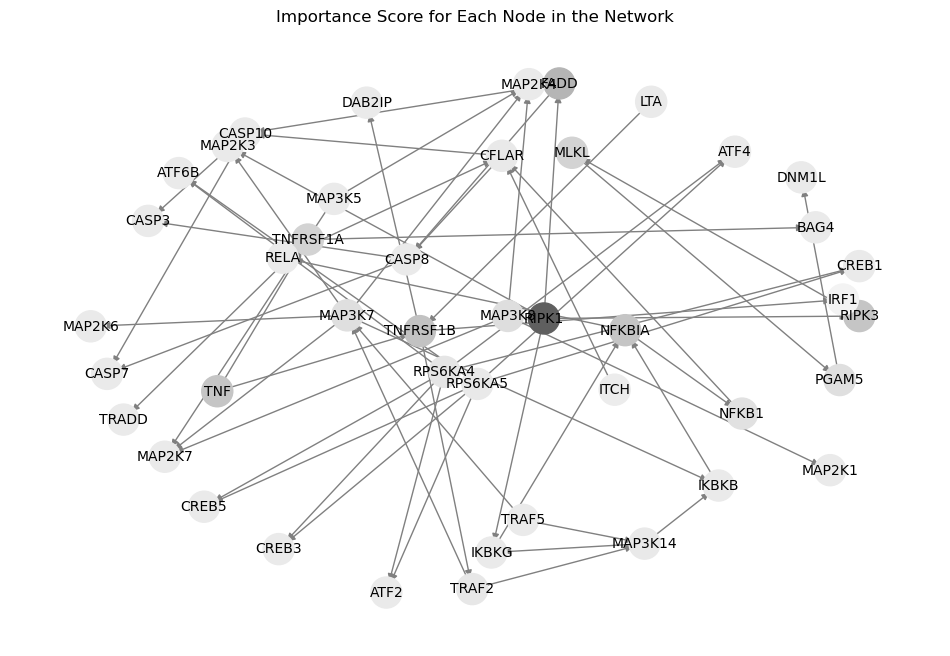 Importance Score for Each Node in the Network
MAP2K4
FADD
DAB2IP
LTA
CASP10
MAP2K3
CFLAR
MLKL
ATF4
ATF6B
DNM1L
MAP3K5
CASP3
BAG4
TNFRSF1A
RELA
CASP8
CREB1
IRF1
MAP2K6
MAP3K7
TNFRSF1B
RIPK1
NFKBIA
RIPK3
CASP7
RPS6KA4
RPS6KA5
PGAM5
TNF
ITCH
TRADD
NFKB1
MAP2K7
MAP2K1
IKBKB
CREB5
TRAF5
CREB3
IKBKG
MAP3K14
ATF2
TRAF2